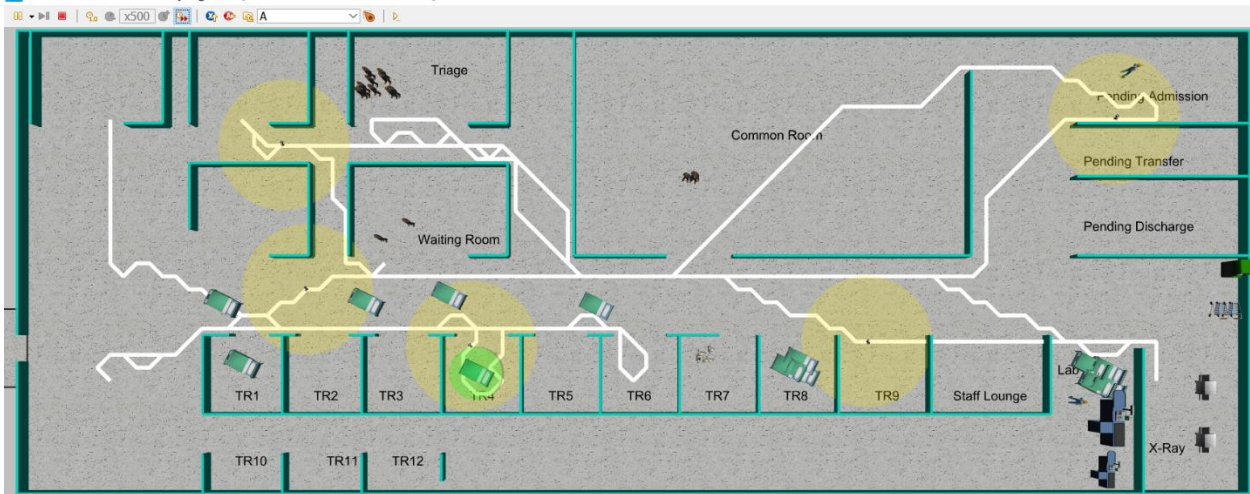 x500
A
Triage
Pending Admission
Common Room
Pending Transfer
Pending Discharge
Waiting Room
Lab
TR1
TR2
TR3
TR4
TR5
TR6
TR7
TR8
TR9
Staff Lounge
X-Ray
TR10
TR11
TR12